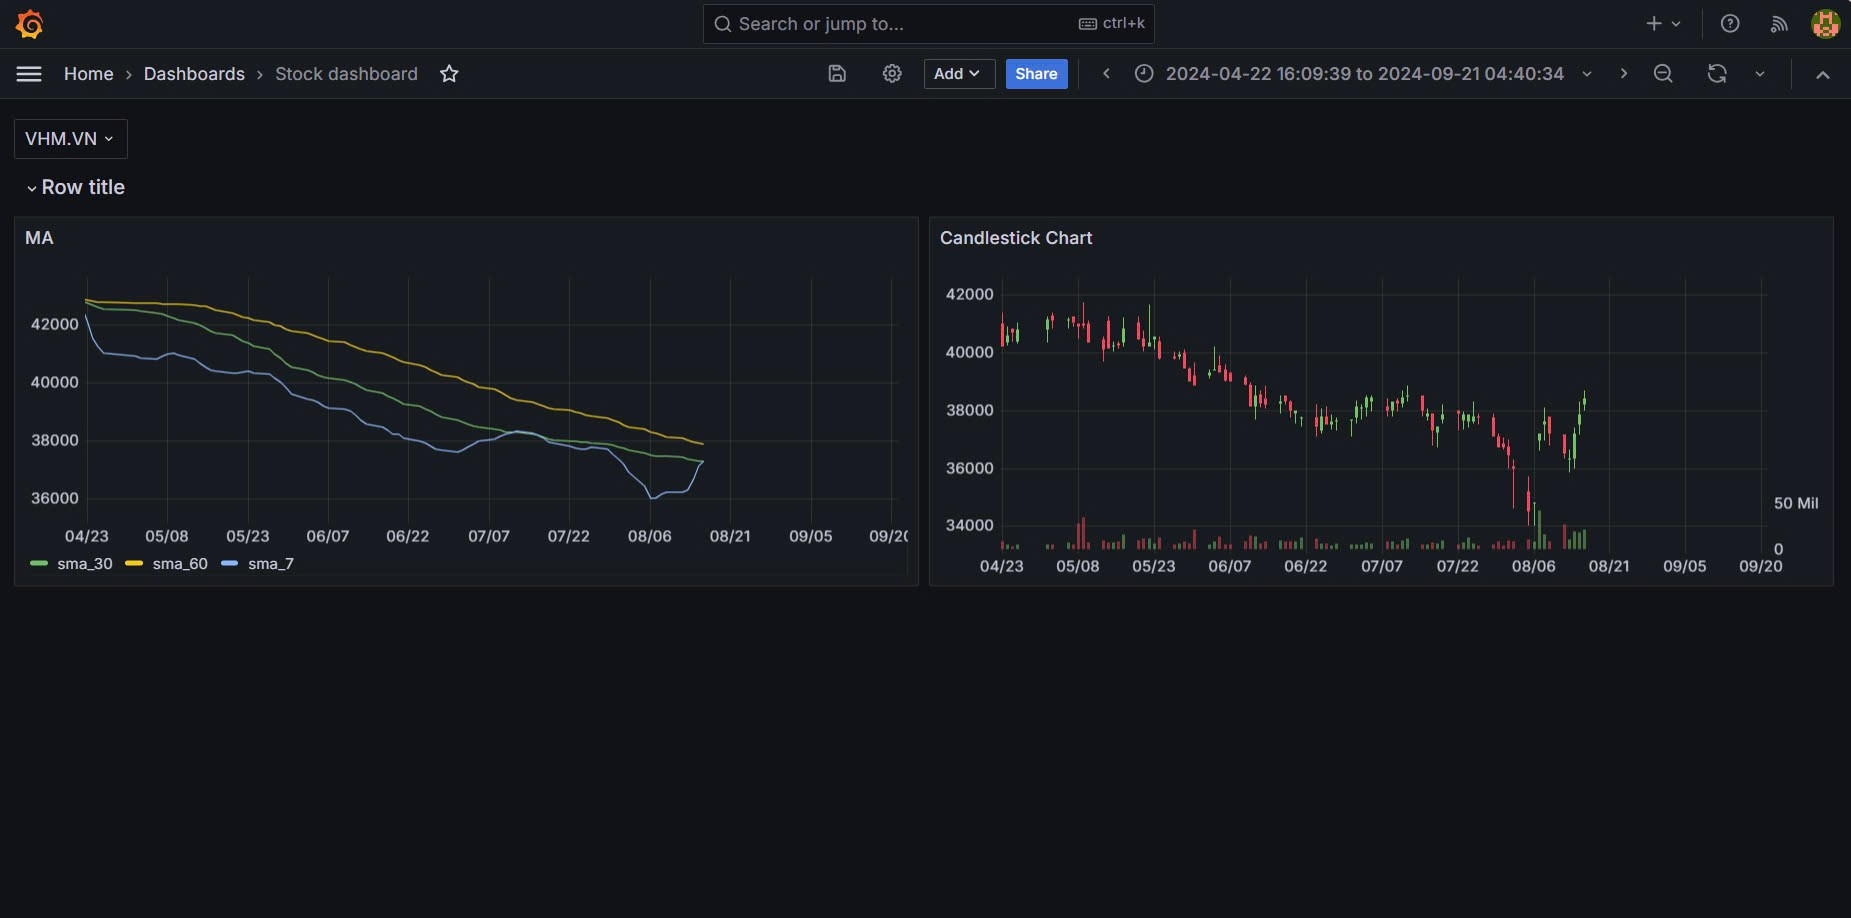 Search or jump to... ctrl+k
Home › Dashboards › Stock dashboard Add Share 2024-04-22 16:09:39 to 2024-09-21 04:40:34
VHM.VN
Row title
MA
42000
40000
38000
36000
04/23 05/08 05/23 06/07 06/22 07/07 07/22 08/06 08/21 09/05 09/20
sma_30 sma_60 sma_7
Candlestick Chart
42000
40000
38000
36000
34000
50 Mil
0
04/23 05/08 05/23 06/07 06/22 07/07 07/22 08/06 08/21 09/05 09/20